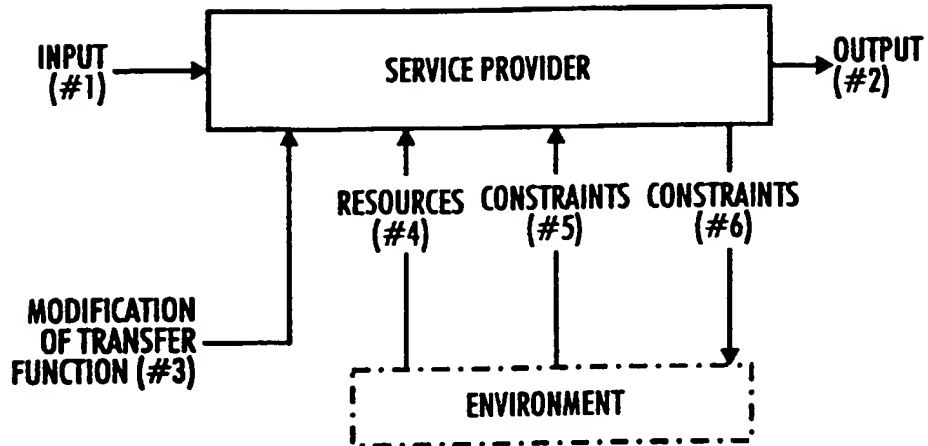 INPUT
(#1)
SERVICE PROVIDER
OUTPUT
(#2)
RESOURCES
(#4)
CONSTRAINTS
(#5)
CONSTRAINTS
(#6)
MODIFICATION
OF TRANSFER
FUNCTION (#3)
ENVIRONMENT